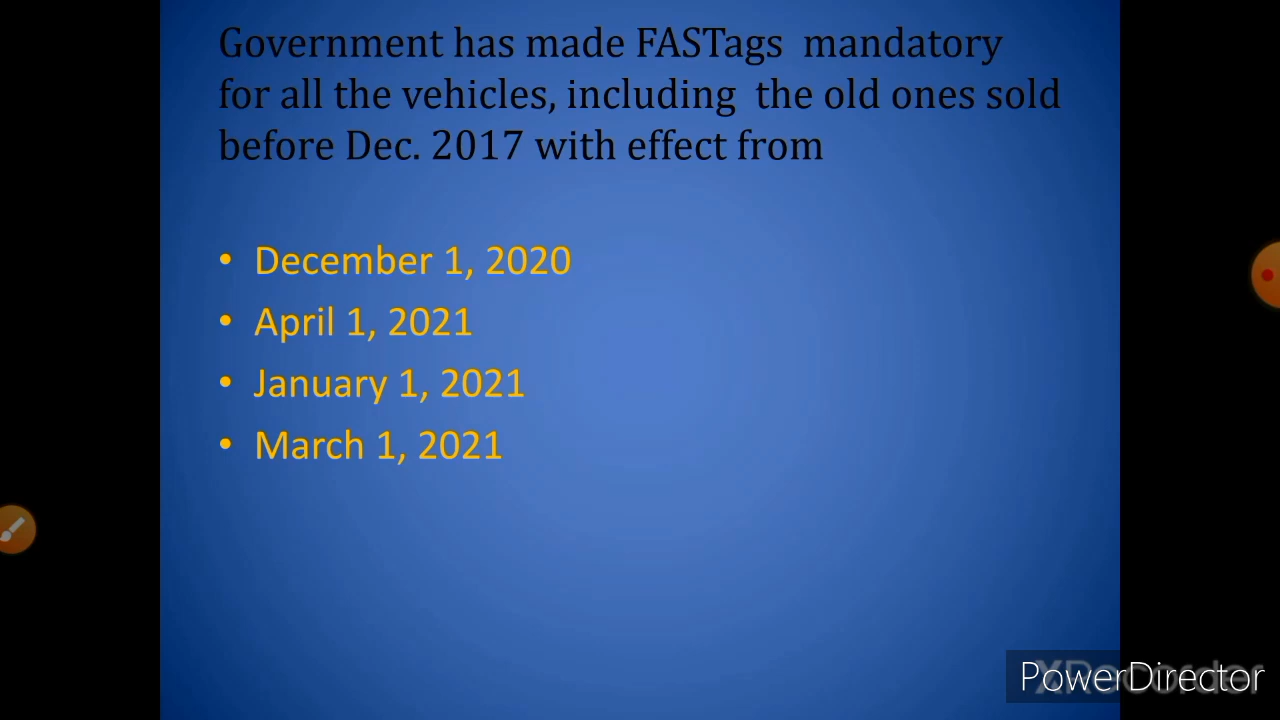 Government has made FASTags mandatory
for all the vehicles, including the old ones sold
before Dec. 2017 with effect from
• December 1, 2020
• April 1, 2021
• January 1, 2021
• March 1, 2021
XRecorder
PowerDirector